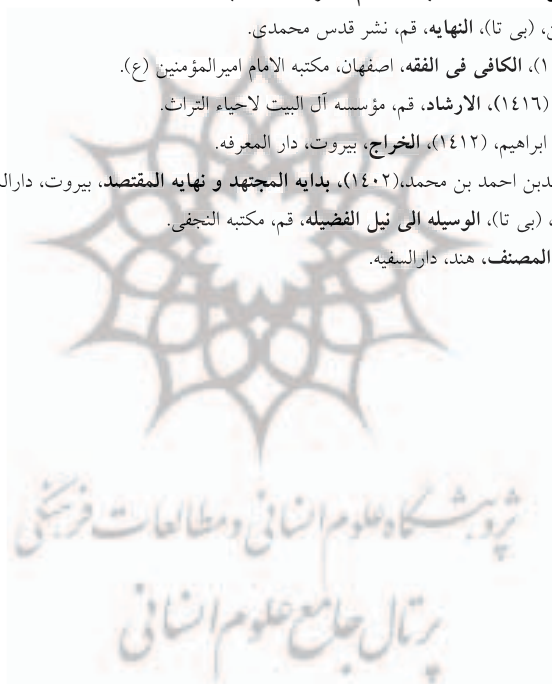 ن، (بی تا)، النهایه، قم، نشر قدس محمدی.
۱)، الکافی فی الفقه، اصفهان، مکتبه الامام امیرالمؤمنین (ع).
(۱٤۱٦)، الارشاد، قم، مؤسسه آل البیت لاحیاء التراث.
ابراهیم، (۱٤۱۲)، الخراج، بیروت، دار المعرفه.
دبن احمد بن محمد،(۱٤۰۲)، بدایه المجتهد و نهایه المقتصد، بیروت، دارال
، (بی تا)، الوسیله الی نیل الفضیله، قم، مکتبه النجفی.
المصنف، هند، دارالسفیه.
پژوهشگاه علوم انسانی و مطالعات فرهنگی
پرتال جامع علوم انسانی